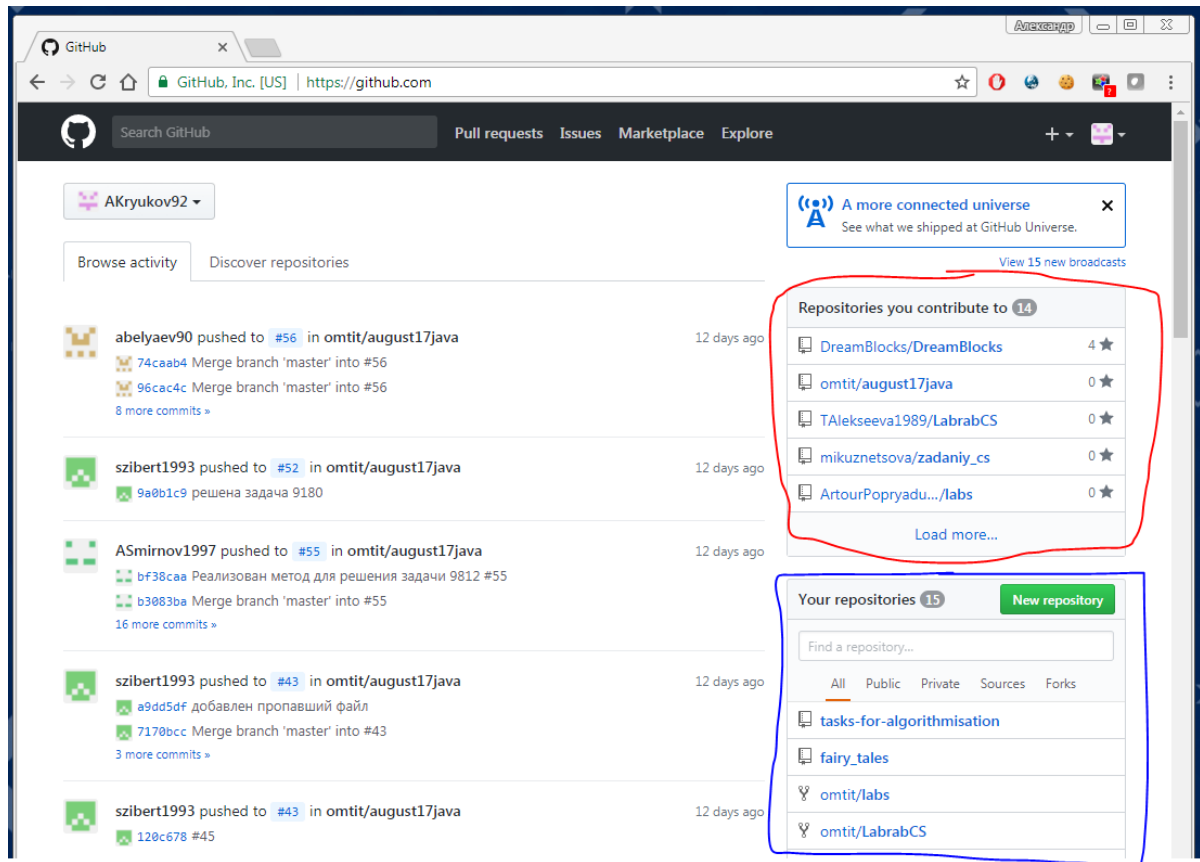 Александр
GitHub
GitHub, Inc. [US] | https://github.com
Search GitHub
Pull requests Issues Marketplace Explore
AKryukov92
Browse activity Discover repositories
abelyaev90 pushed to #56 in omtit/august17java 12 days ago
74caab4 Merge branch 'master' into #56
96cac4c Merge branch 'master' into #56
8 more commits »
szibert1993 pushed to #52 in omtit/august17java 12 days ago
9a0b1c9 решена задача 9180
ASmirnov1997 pushed to #55 in omtit/august17java 12 days ago
bf38caa Реализован метод для решения задачи 9812 #55
b3083ba Merge branch 'master' into #55
16 more commits »
szibert1993 pushed to #43 in omtit/august17java 12 days ago
a9dd5df добавлен пропавший файл
7170bcc Merge branch 'master' into #43
3 more commits »
szibert1993 pushed to #43 in omtit/august17java 12 days ago
120c678 #45
A more connected universe
See what we shipped at GitHub Universe.
View 15 new broadcasts
Repositories you contribute to 14
DreamBlocks/DreamBlocks 4
omtit/august17java 0
TAlekseeva1989/LabrabCS 0
mikuznetsova/zadaniy_cs 0
ArtourPopryadu…/labs 0
Load more…
Your repositories 15 New repository
Find a repository…
All Public Private Sources Forks
tasks-for-algorithmisation
fairy_tales
omtit/labs
omtit/LabrabCS